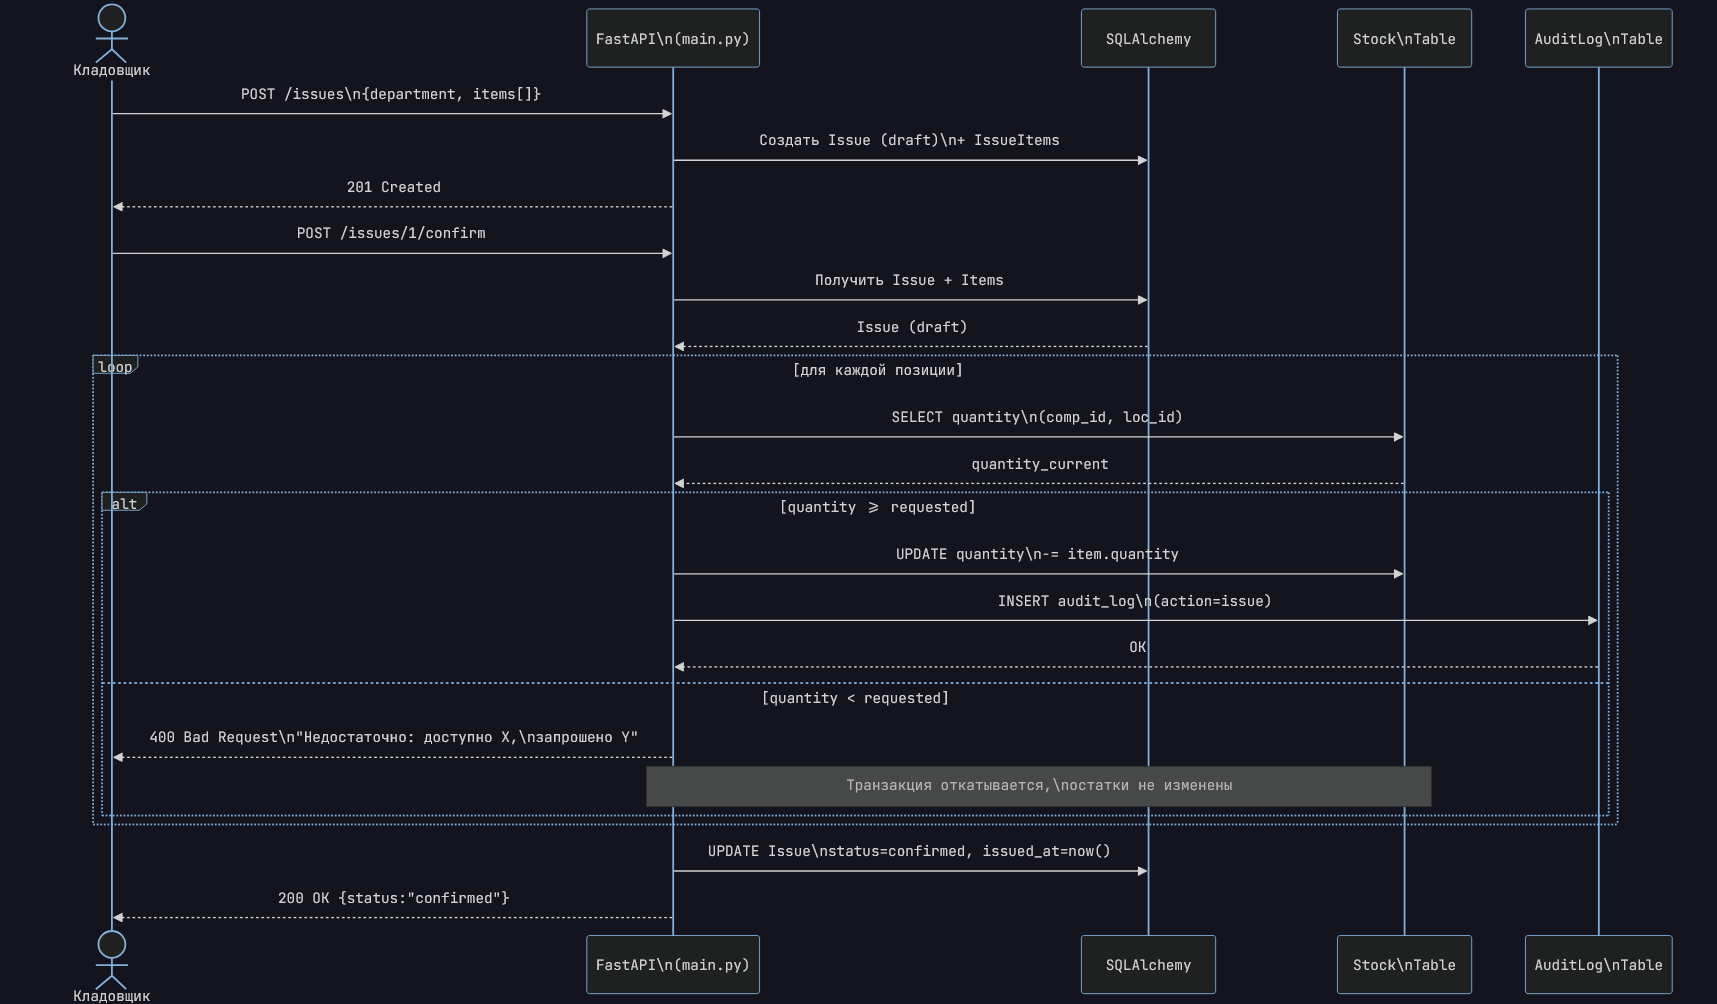 Кладовщик
FastAPI\n(main.py)
SQLAlchemy
Stock\nTable
AuditLog\nTable
POST /issues\n{department, items[]}
Создать Issue (draft)\n+ IssueItems
201 Created
POST /issues/1/confirm
Получить Issue + Items
Issue (draft)
loop
[для каждой позиции]
SELECT quantity\n(comp_id, loc_id)
quantity_current
alt
[quantity ⩾ requested]
UPDATE quantity\n-= item.quantity
INSERT audit_log\n(action=issue)
OK
[quantity < requested]
400 Bad Request\n"Недостаточно: доступно X,\nзапрошено Y"
Транзакция откатывается,\nостатки не изменены
UPDATE Issue\nstatus=confirmed, issued_at=now()
200 OK {status:"confirmed"}
Кладовщик
FastAPI\n(main.py)
SQLAlchemy
Stock\nTable
AuditLog\nTable